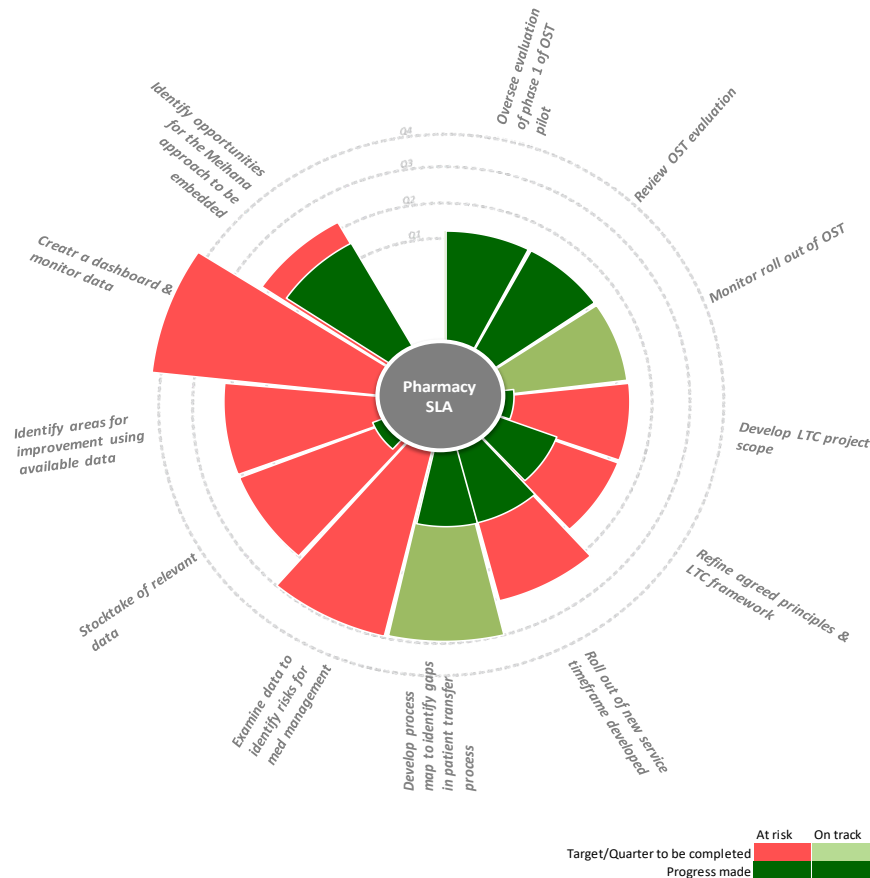 Oversee evaluation
of phase 1 of OST
pilot
Review OST evaluation
Monitor roll out of OST
Develop LTC project
scope
Refine agreed principles &
LTC framework
Roll out of new service
timeframe developed
Develop process
map to identify gaps
in patient transfer
process
Examine data to
identify risks for
med management
Stocktake of relevant
data
Identify areas for
improvement using
available data
Creatr a dashboard &
monitor data
Identify opportunities
for the Meihana
approach to be
embedded
Q4
Q3
Q2
Q1
Pharmacy
SLA
At risk On track
Target/Quarter to be completed
Progress made